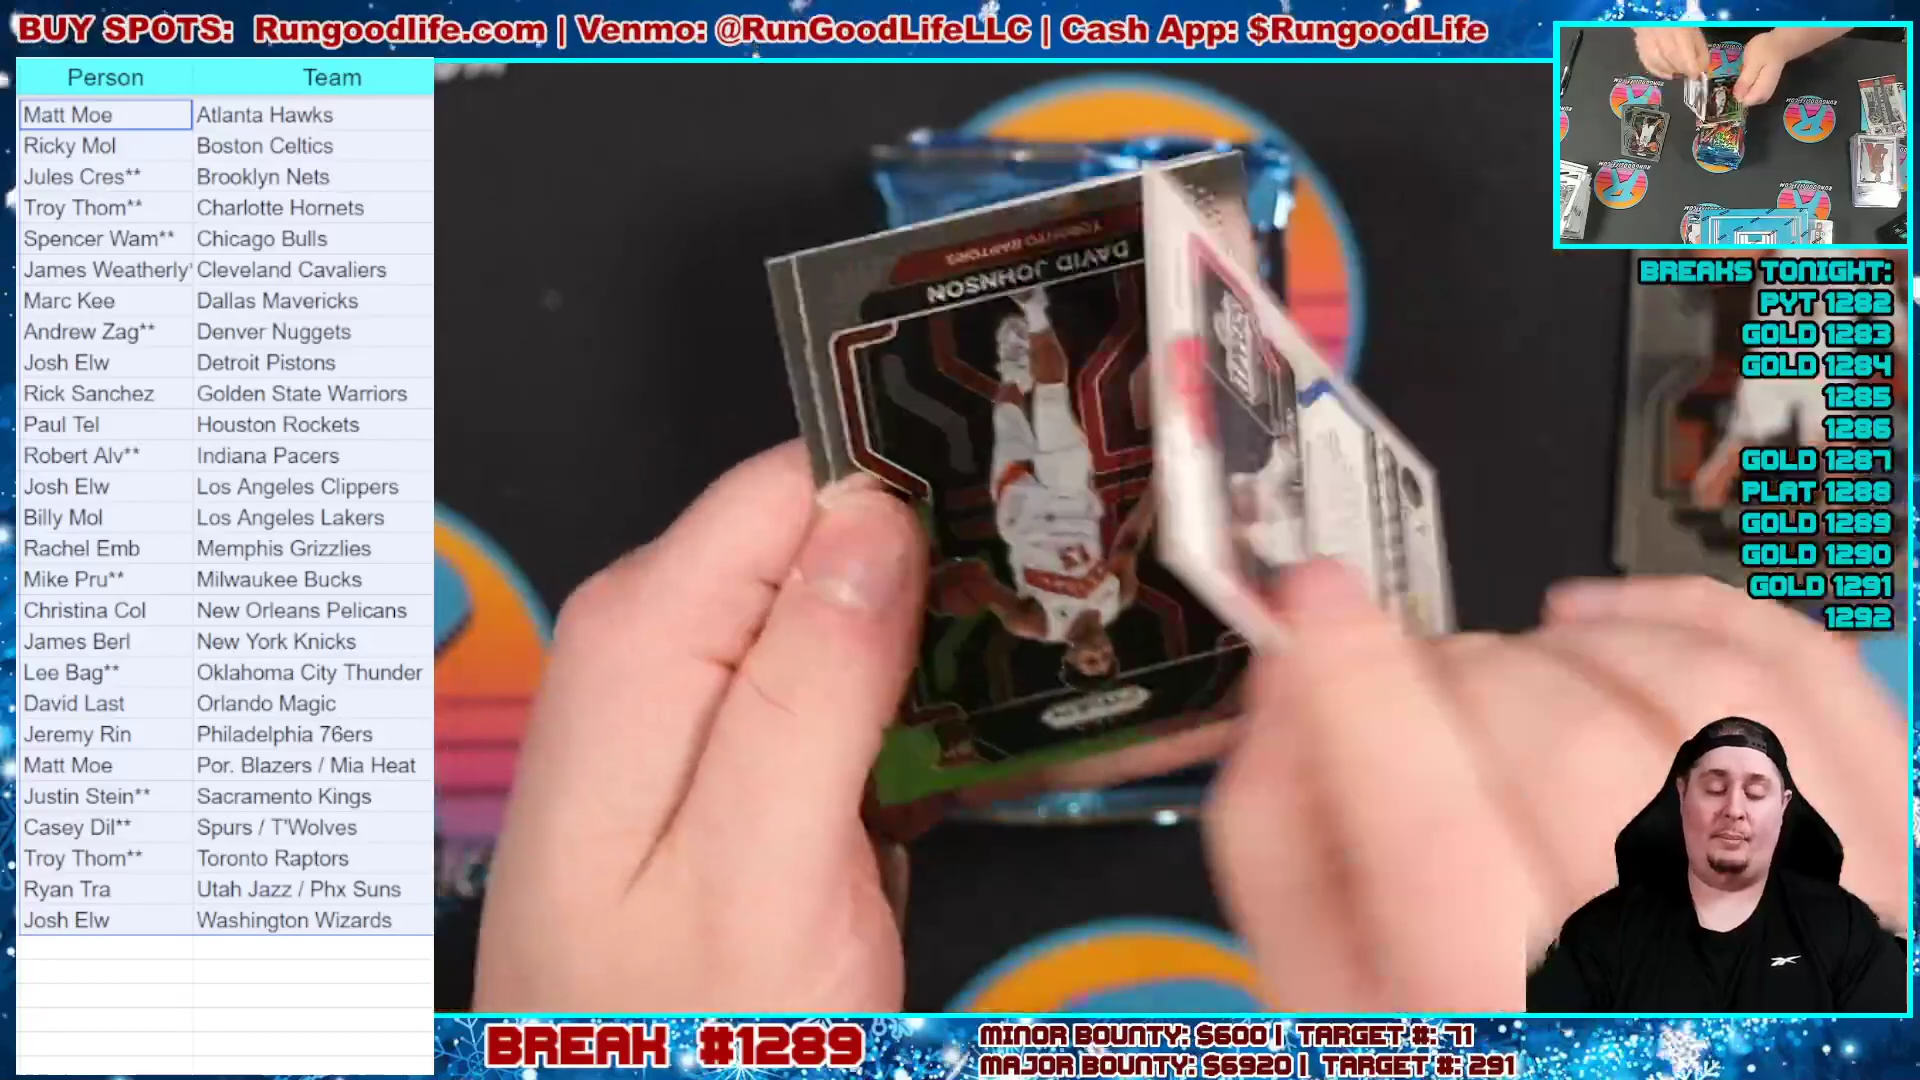 BUY SPOTS: Rungoodlife.com | Venmo: @RunGoodLifeLLC | Cash App: $RungoodLife
Person Team
Matt Moe Atlanta Hawks
Ricky Mol Boston Celtics
Jules Cres** Brooklyn Nets
Troy Thom** Charlotte Hornets
Spencer Wam** Chicago Bulls
James Weatherly* Cleveland Cavaliers
Marc Kee Dallas Mavericks
Andrew Zag** Denver Nuggets
Josh Elw Detroit Pistons
Rick Sanchez Golden State Warriors
Paul Tel Houston Rockets
Robert Alv** Indiana Pacers
Josh Elw Los Angeles Clippers
Billy Mol Los Angeles Lakers
Rachel Emb Memphis Grizzlies
Mike Pru** Milwaukee Bucks
Christina Col New Orleans Pelicans
James Berl New York Knicks
Lee Bag** Oklahoma City Thunder
David Last Orlando Magic
Jeremy Rin Philadelphia 76ers
Matt Moe Por. Blazers / Mia Heat
Justin Stein** Sacramento Kings
Casey Dil** Spurs / T'Wolves
Troy Thom** Toronto Raptors
Ryan Tra Utah Jazz / Phx Suns
Josh Elw Washington Wizards
TORONTO RAPTORS
DAVID JOHNSON
PRIZM
BREAKS TONIGHT:
PYT 1282
GOLD 1283
GOLD 1284
1285
1286
GOLD 1287
PLAT 1288
GOLD 1289
GOLD 1290
GOLD 1291
1292
BREAK #1289
MINOR BOUNTY: $600 | TARGET #: 71
MAJOR BOUNTY: $6920 | TARGET #: 291